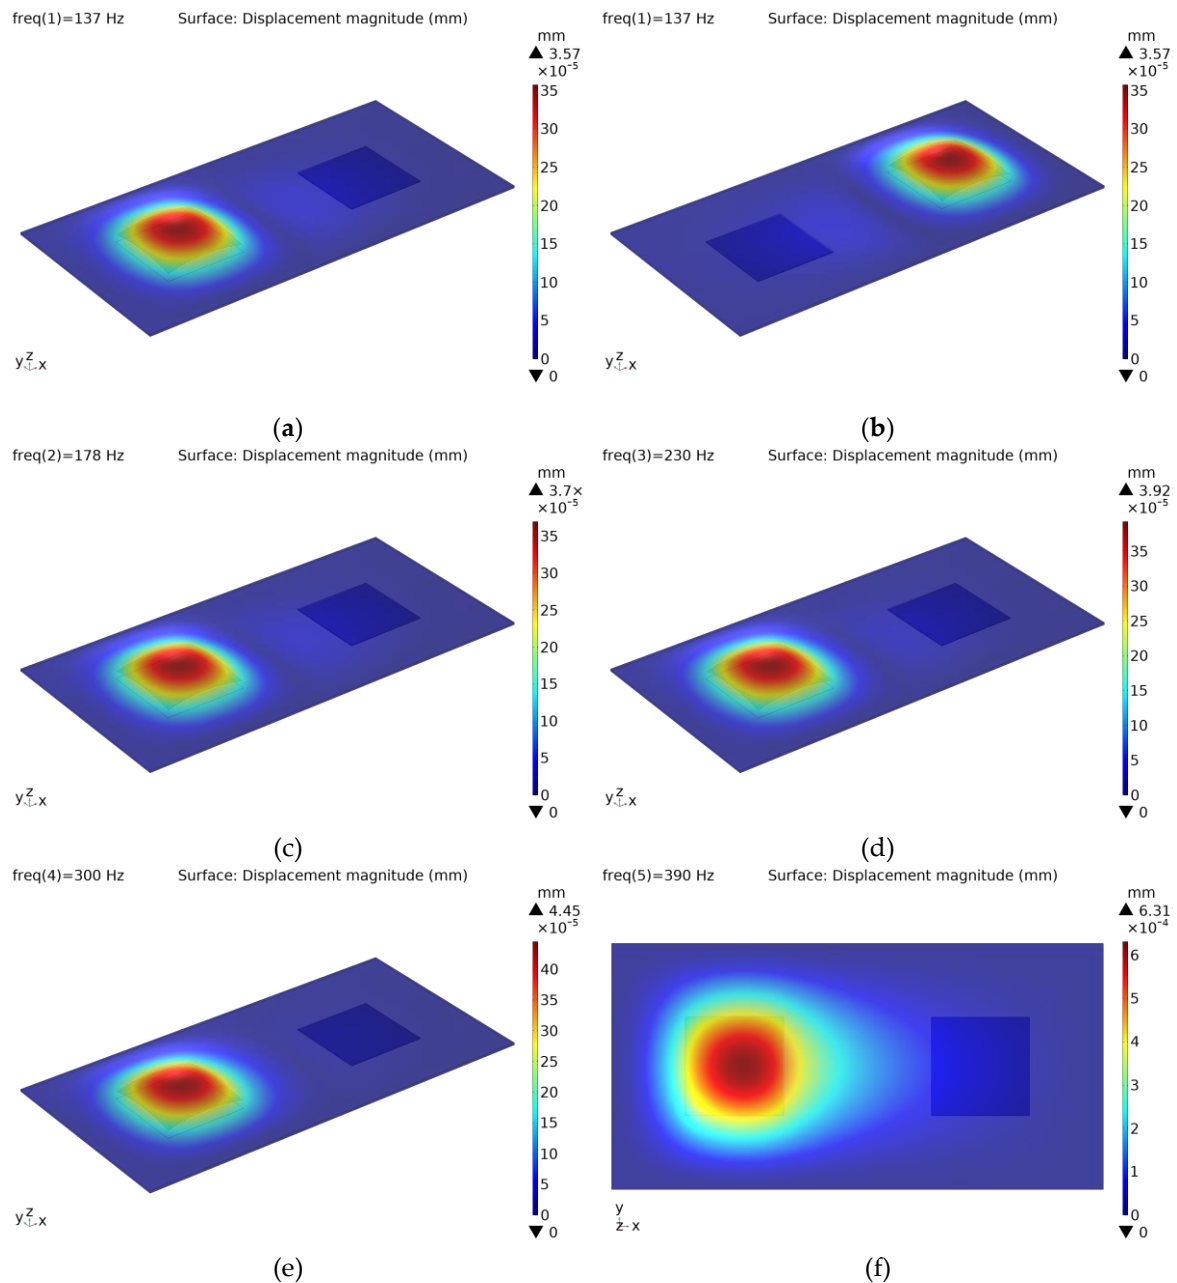 freq(1)=137 Hz Surface: Displacement magnitude (mm)
mm
▲ 3.57
×10⁻⁵
35
30
25
20
15
10
5
0
▼ 0
y z x
(a)
freq(1)=137 Hz Surface: Displacement magnitude (mm)
mm
▲ 3.57
×10⁻⁵
35
30
25
20
15
10
5
0
▼ 0
y z x
(b)
freq(2)=178 Hz Surface: Displacement magnitude (mm)
mm
▲ 3.7×
×10⁻⁵
35
30
25
20
15
10
5
0
▼ 0
y z x
(c)
freq(3)=230 Hz Surface: Displacement magnitude (mm)
mm
▲ 3.92
×10⁻⁵
35
30
25
20
15
10
5
0
▼ 0
y z x
(d)
freq(4)=300 Hz Surface: Displacement magnitude (mm)
mm
▲ 4.45
×10⁻⁵
40
35
30
25
20
15
10
5
0
▼ 0
y z x
(e)
freq(5)=390 Hz Surface: Displacement magnitude (mm)
mm
▲ 6.31
×10⁻⁴
6
5
4
3
2
1
0
▼ 0
y
z x
(f)